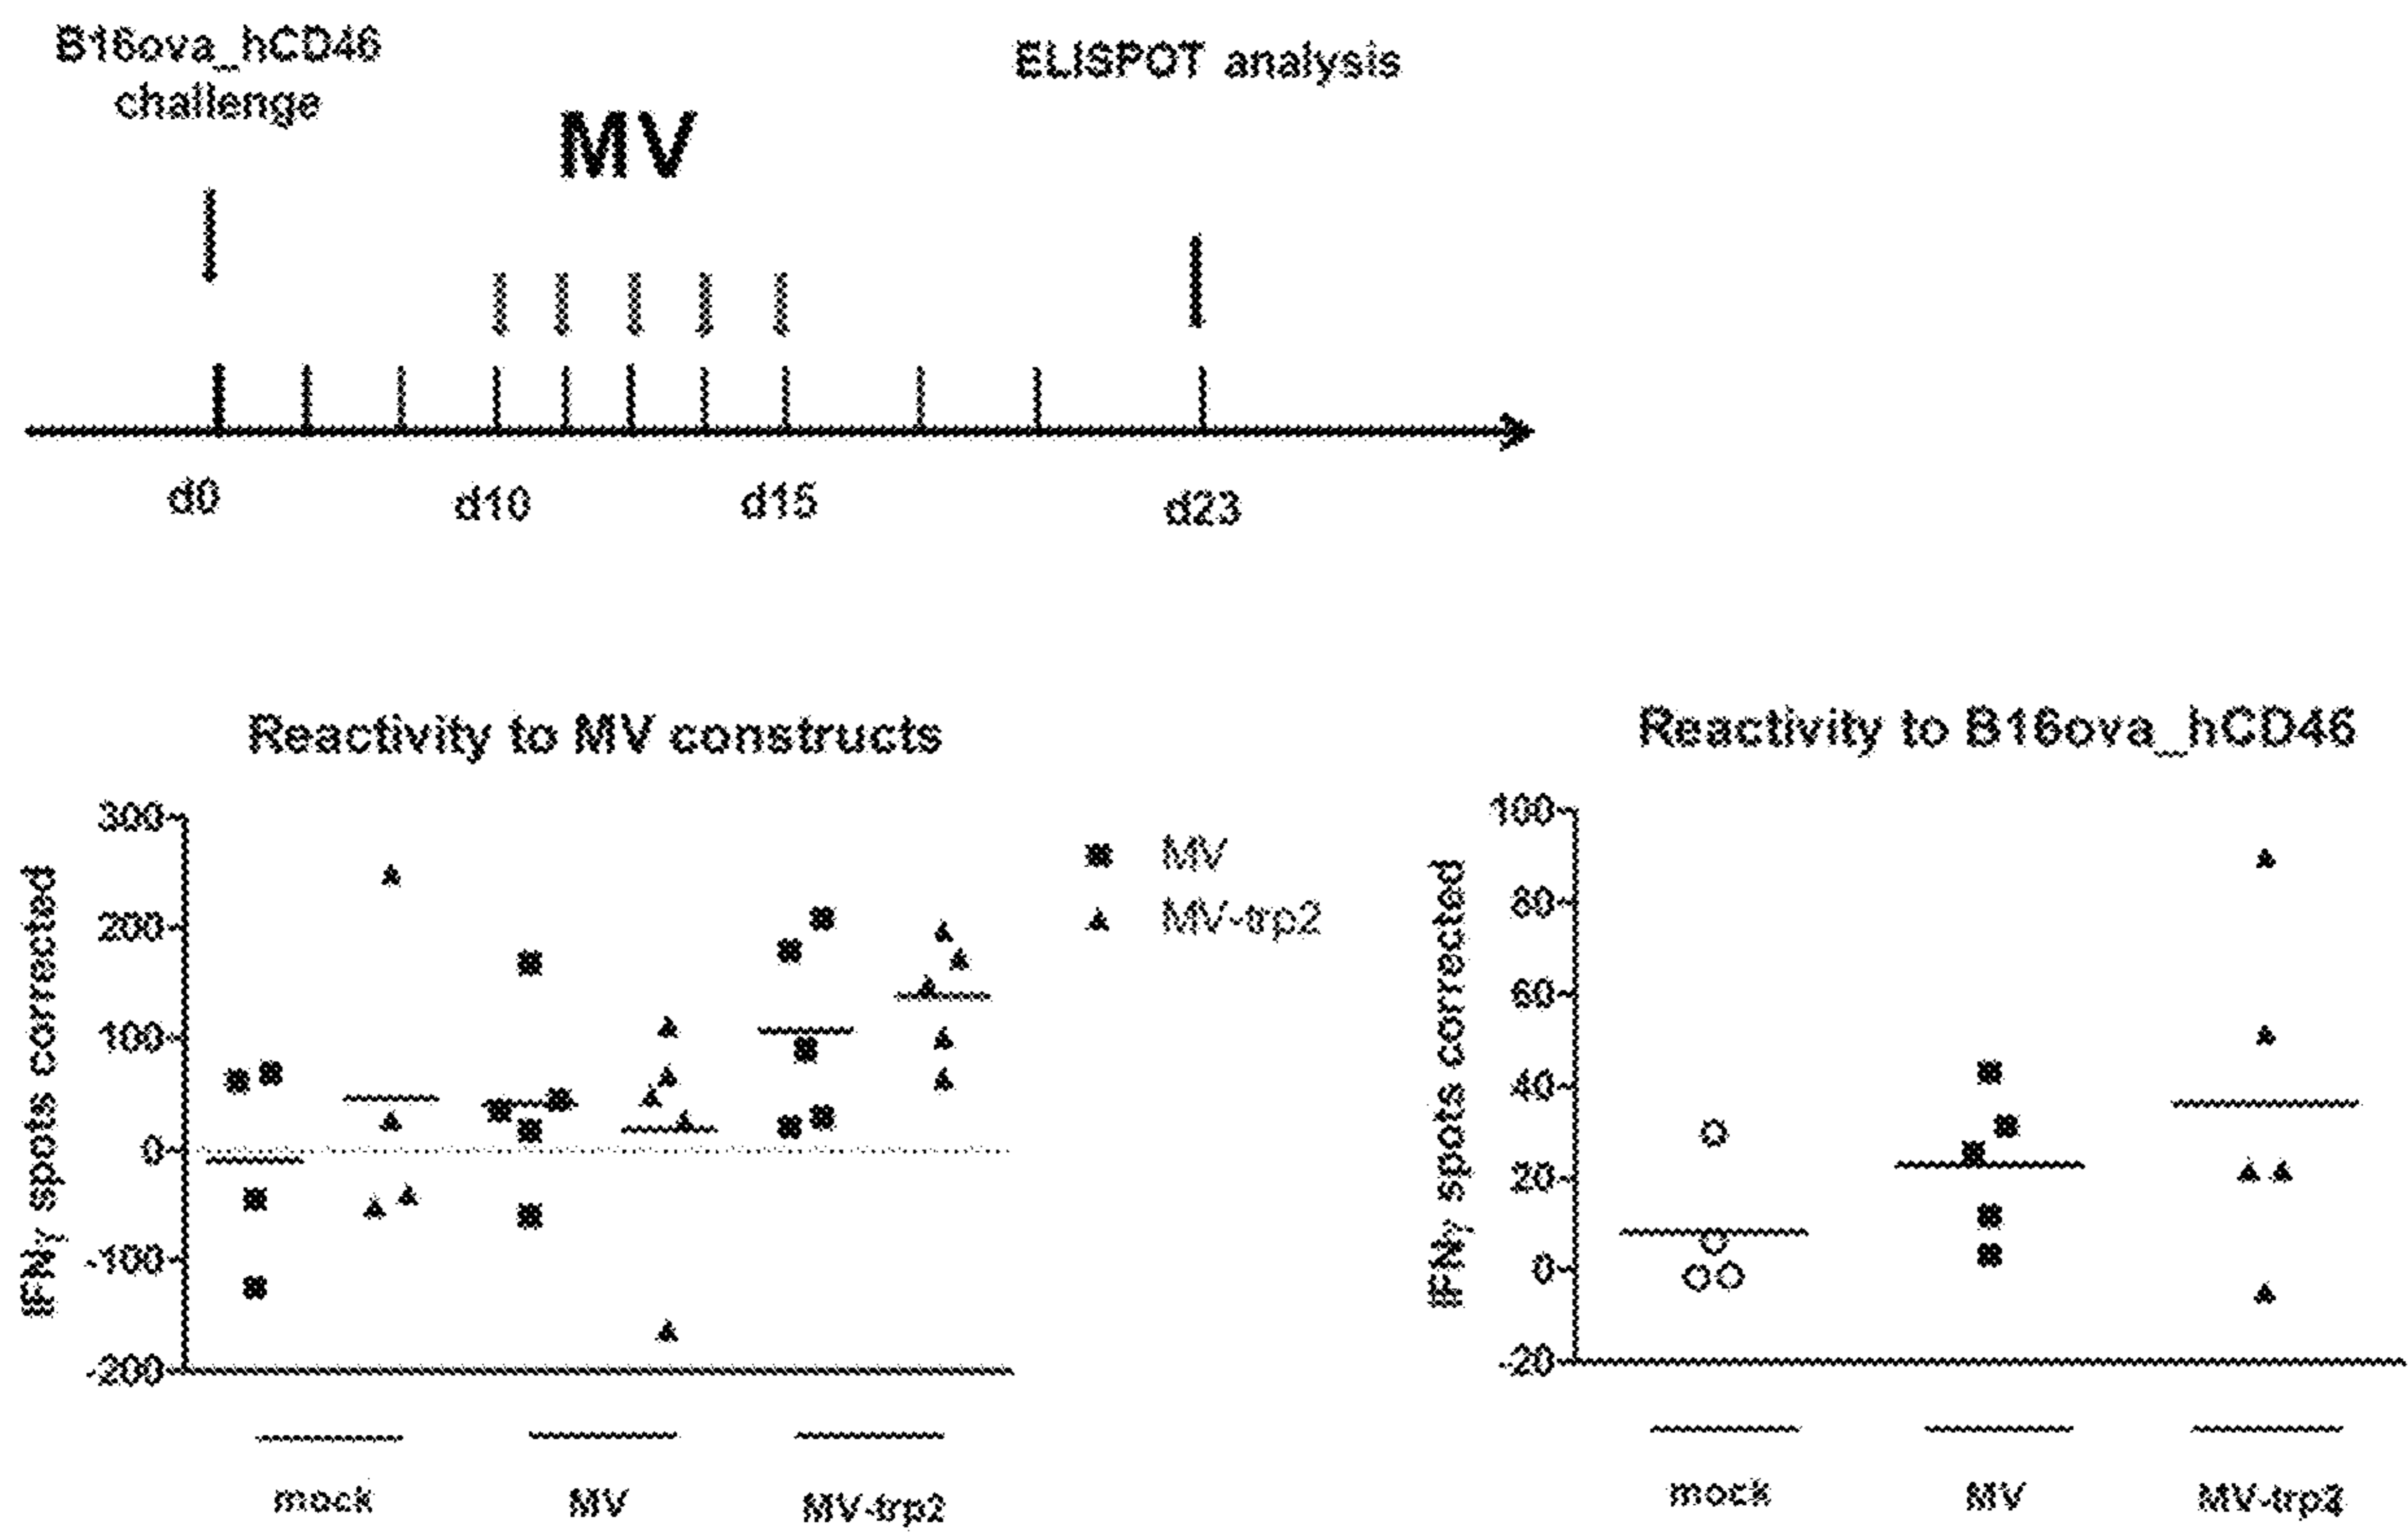 B16ova_hCD46
challenge
ELISPOT analysis
MV
d0
d10
d15
d23
Reactivity to MV constructs
IFNγ spots corrected
300
200
100
0
-100
-200
MV
MV-trp2
mock
MV
MV-trp2
Reactivity to B16ova_hCD46
IFNγ spots corrected
100
80
60
40
20
0
-20
mock
MV
MV-trp2